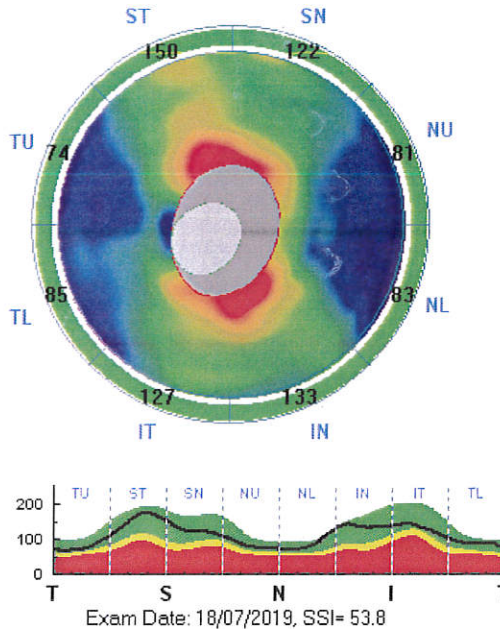 ST SN
150 122
TU NU
74 81
85 83
TL NL
127 133
IT IN
TU ST SN NU NL IN IT TL
200
100
0
T S N I
Exam Date: 18/07/2019, SSI= 53.8